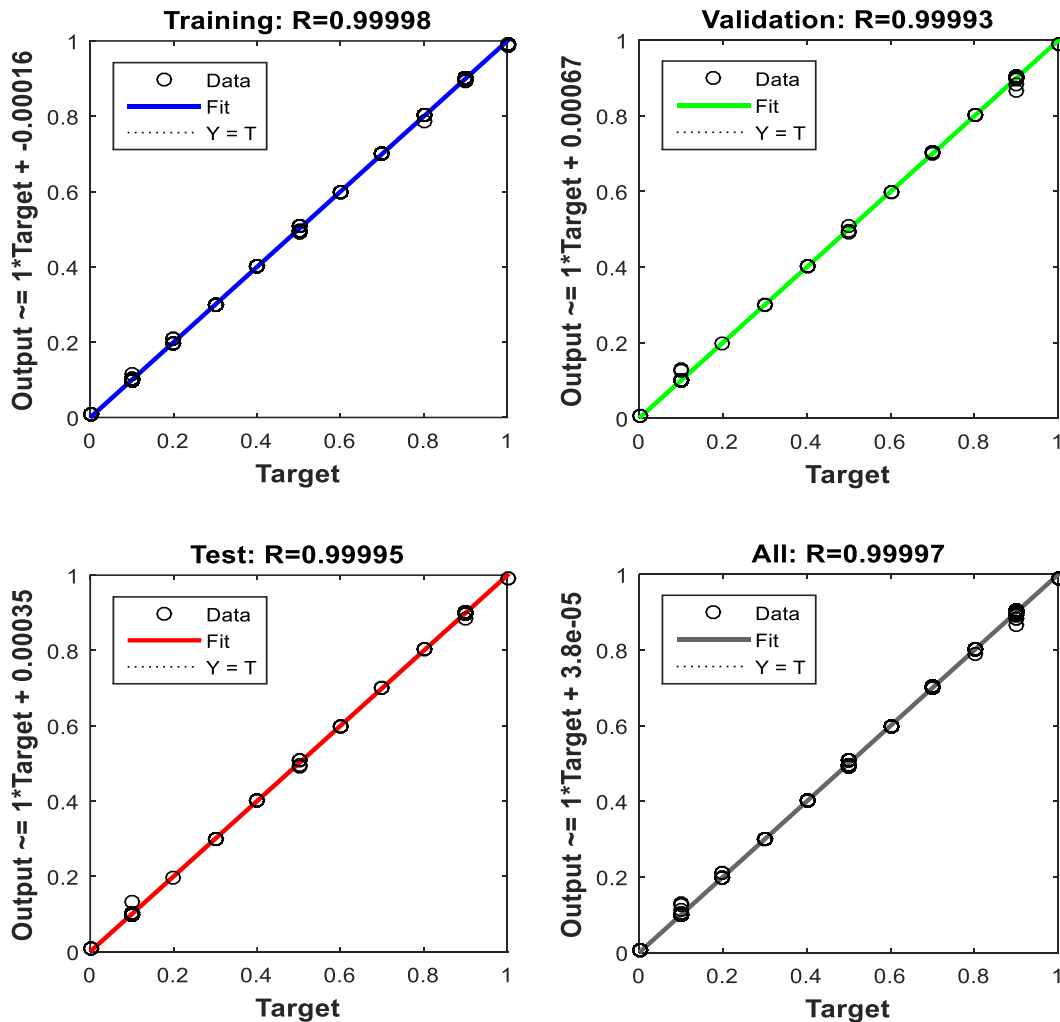 Training: R=0.99998
Output ~= 1*Target + -0.00016
1
0.8
0.6
0.4
0.2
0
Data
Fit
Y = T
0 0.2 0.4 0.6 0.8 1
Target
Validation: R=0.99993
Output ~= 1*Target + 0.00067
1
0.8
0.6
0.4
0.2
0
Data
Fit
Y = T
0 0.2 0.4 0.6 0.8 1
Target
Test: R=0.99995
Output ~= 1*Target + 0.00035
1
0.8
0.6
0.4
0.2
0
Data
Fit
Y = T
0 0.2 0.4 0.6 0.8 1
Target
All: R=0.99997
Output ~= 1*Target + 3.8e-05
1
0.8
0.6
0.4
0.2
0
Data
Fit
Y = T
0 0.2 0.4 0.6 0.8 1
Target